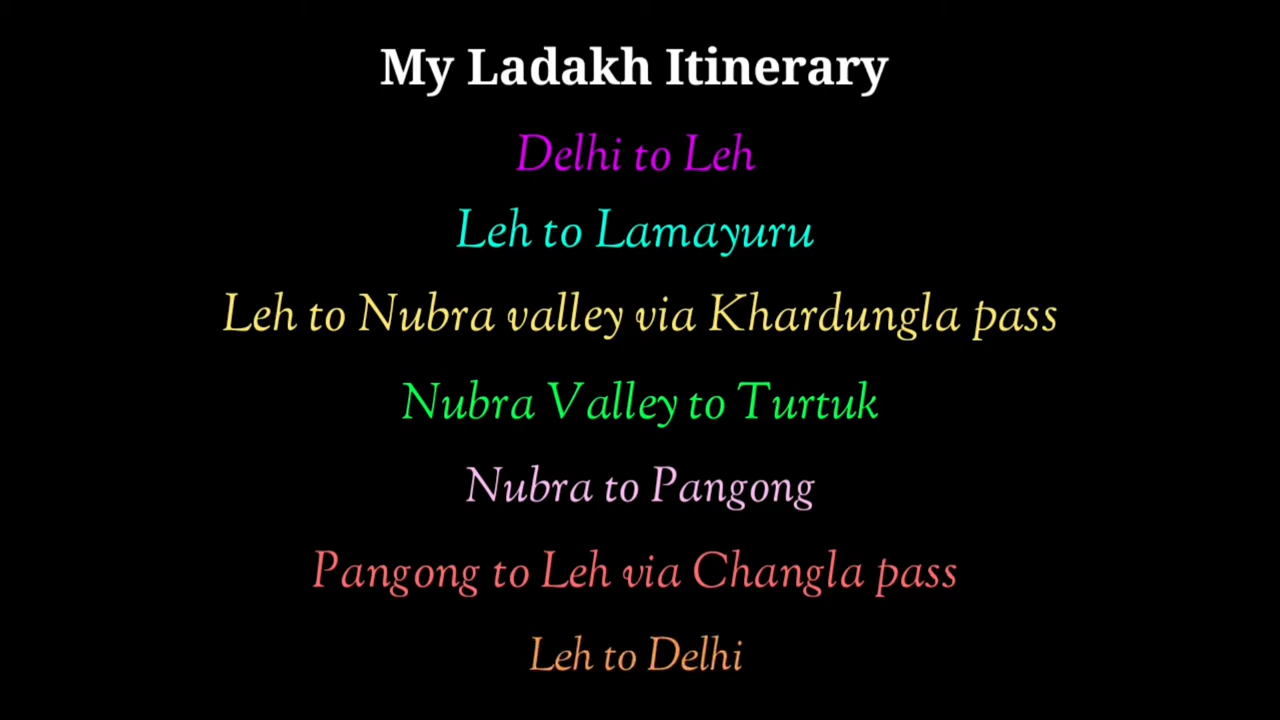 My Ladakh Itinerary
Delhi to Leh
Leh to Lamayuru
Leh to Nubra valley via Khardungla pass
Nubra Valley to Turtuk
Nubra to Pangong
Pangong to Leh via Changla pass
Leh to Delhi